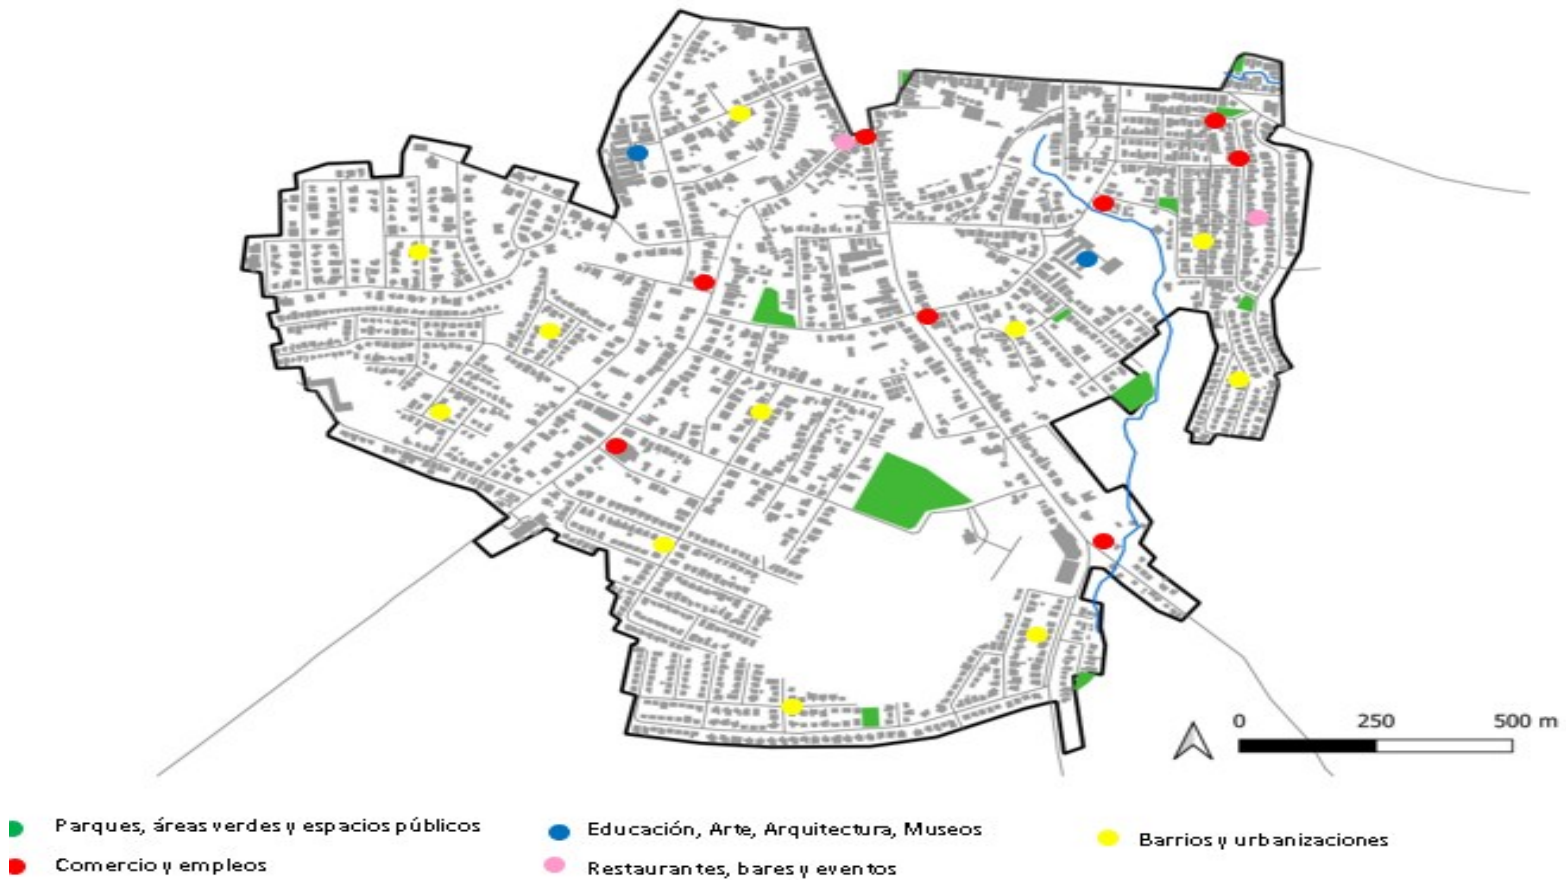 0 250 500 m
Parques, áreas verdes y espacios públicos
Educación, Arte, Arquitectura, Museos
Barrios y urbanizaciones
Comercio y empleos
Restaurantes, bares y eventos